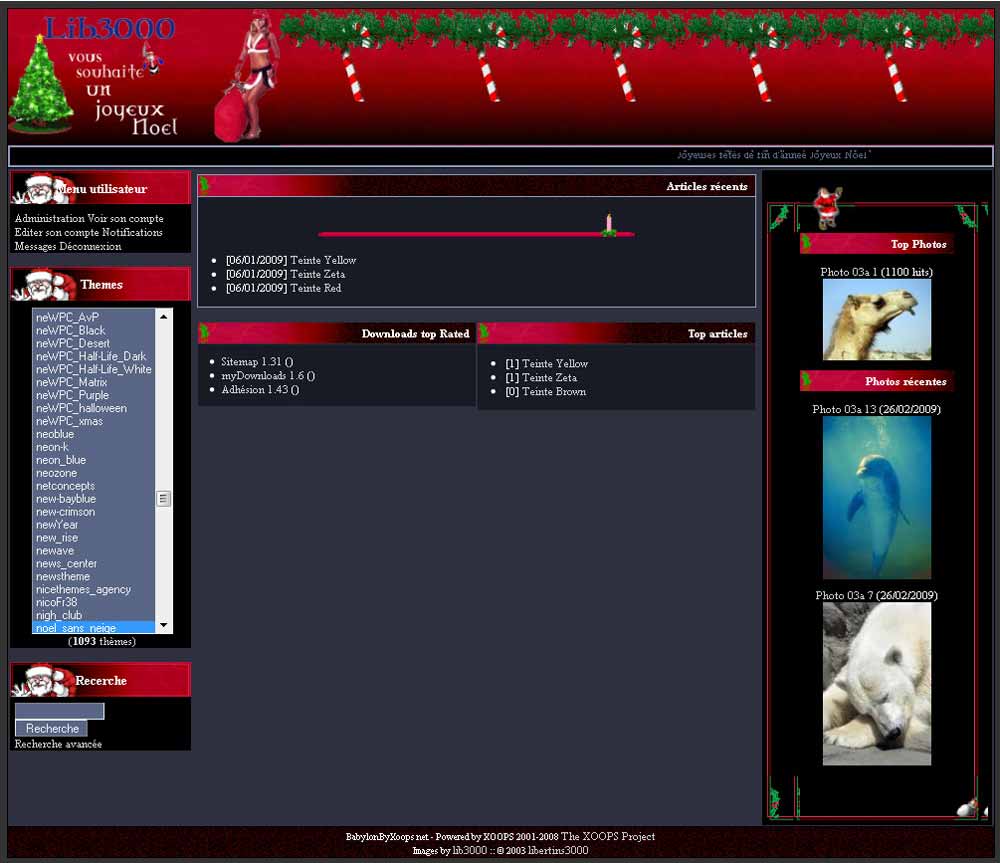 Lib3000
vous
souhaite
un
joyeux
Noel
Joyeuses fêtes de fin d'année Joyeux Noel
Menu utilisateur
Administration Voir son compte
Editer son compte Notifications
Messages Déconnexion
Themes
neWPC_AvP
neWPC_Black
neWPC_Desert
neWPC_Half-Life_Dark
neWPC_Half-Life_White
neWPC_Matrix
neWPC_Purple
neWPC_halloween
neWPC_xmas
neoblue
neon-k
neon_blue
neozone
netconcepts
new-bayblue
new-crimson
newYear
new_rise
newave
news_center
newstheme
nicethemes_agency
nicoFr38
nigh_club
noel_sans_neige
(1093 thèmes)
Recerche
Recherche
Recherche avancée
Articles récents
[06/01/2009] Teinte Yellow
[06/01/2009] Teinte Zeta
[06/01/2009] Teinte Red
Downloads top Rated
Sitemap 1.31 ()
myDownloads 1.6 ()
Adhésion 1.43 ()
Top articles
[1] Teinte Yellow
[1] Teinte Zeta
[0] Teinte Brown
Top Photos
Photo 03a 1 (1100 hits)
Photos récentes
Photo 03a 13 (26/02/2009)
Photo 03a 7 (26/02/2009)
BabylonByXoops.net - Powered by XOOPS 2001-2008 The XOOPS Project
Images by lib3000 :: © 2003 libertins3000